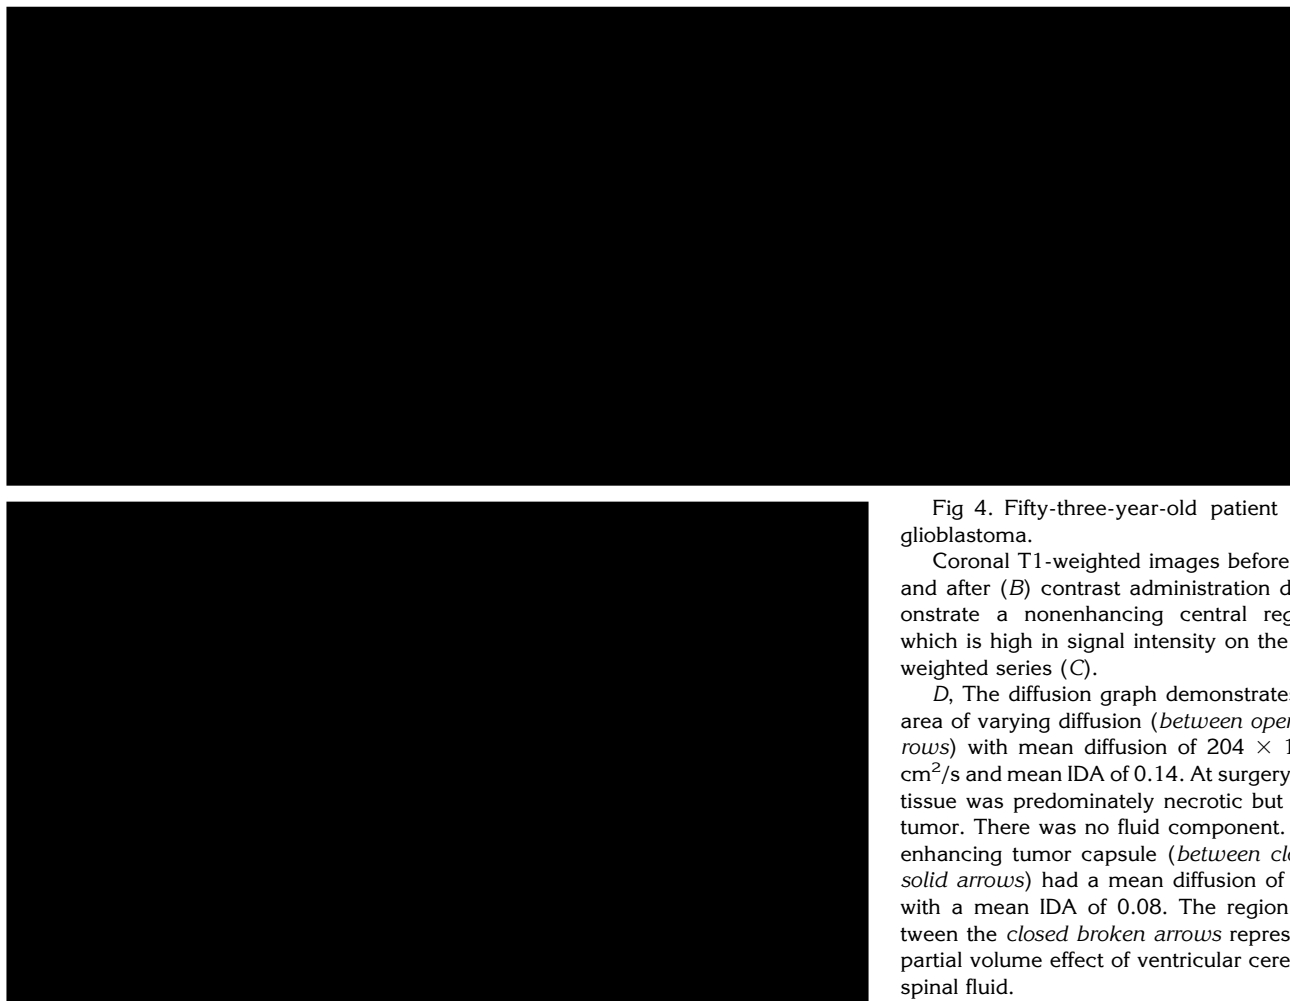 Fig 4. Fifty-three-year-old patient
glioblastoma.
Coronal T1-weighted images before
and after (B) contrast administration d
onstrate a nonenhancing central reg
which is high in signal intensity on the
weighted series (C).
D, The diffusion graph demonstrates
area of varying diffusion (between open
rows) with mean diffusion of 204 × 1
cm²/s and mean IDA of 0.14. At surgery
tissue was predominately necrotic but
tumor. There was no fluid component.
enhancing tumor capsule (between clo
solid arrows) had a mean diffusion of
with a mean IDA of 0.08. The region
tween the closed broken arrows repres
partial volume effect of ventricular cere
spinal fluid.